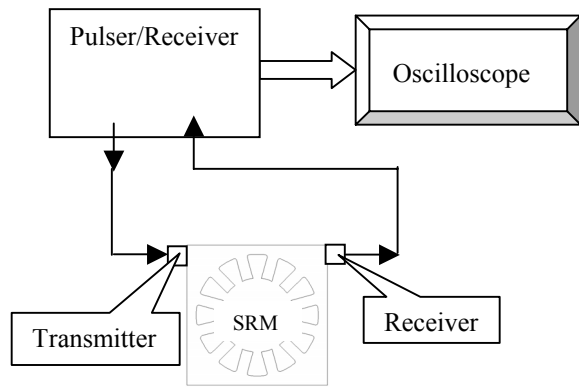 Pulser/Receiver
Oscilloscope
Transmitter
SRM
Receiver